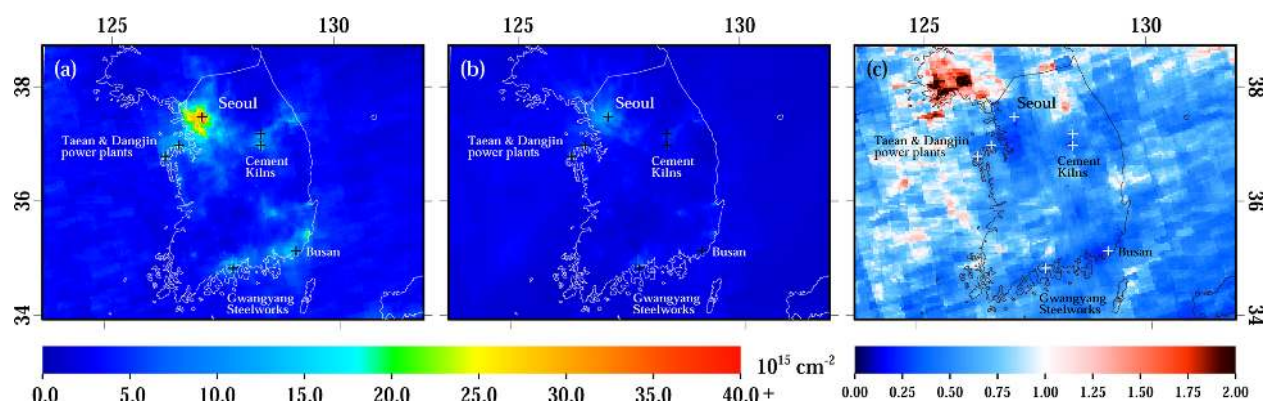 125 130 125 130 125 130
(a) (b) (c)
38 38
Seoul Seoul Seoul
Taean & Dangjin Taean & Dangjin Taean & Dangjin
power plants power plants power plants
Cement Cement Cement
Kilns Kilns Kilns
36 36
Busan Busan Busan
Gwangyang Gwangyang Gwangyang
Steelworks Steelworks Steelworks
34 34
130 130 125 130
10¹⁵ cm⁻²
0.0 5.0 10.0 15.0 20.0 25.0 30.0 35.0 40.0 + 0.00 0.25 0.50 0.75 1.00 1.25 1.50 1.75 2.00